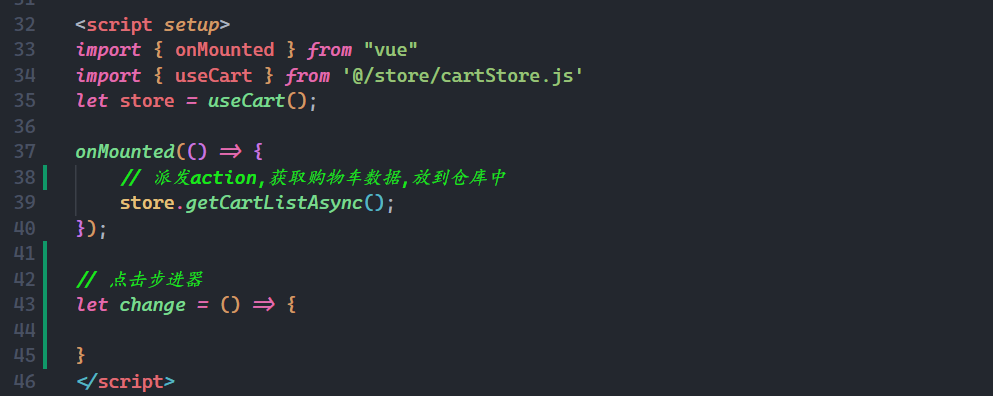 32 <script setup>
33 import { onMounted } from "vue"
34 import { useCart } from '@/store/cartStore.js'
35 let store = useCart();
36
37 onMounted(() => {
38 // 派发action,获取购物车数据,放到仓库中
39 store.getCartListAsync();
40 });
41
42 // 点击步进器
43 let change = () => {
44
45 }
46 </script>